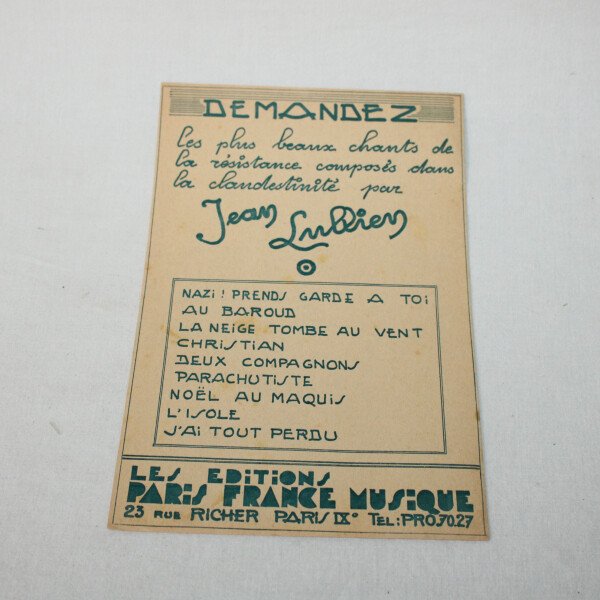 DEMANDEZ
les plus beaux chants de
la résistance composés dans
la clandestinité par
Jean Lubrien
NAZI! PRENDS GARDE A TOI
AU BAROUD
LA NEIGE TOMBE AU VENT
CHRISTIAN
DEUX COMPAGNONS
PARACHUTISTE
NOËL AU MAQUIS
L'ISOLE
J'AI TOUT PERDU
LES EDITIONS
PARIS FRANCE MUSIQUE
23 RUE RICHER PARIS IX° TEL: PRO.70.27